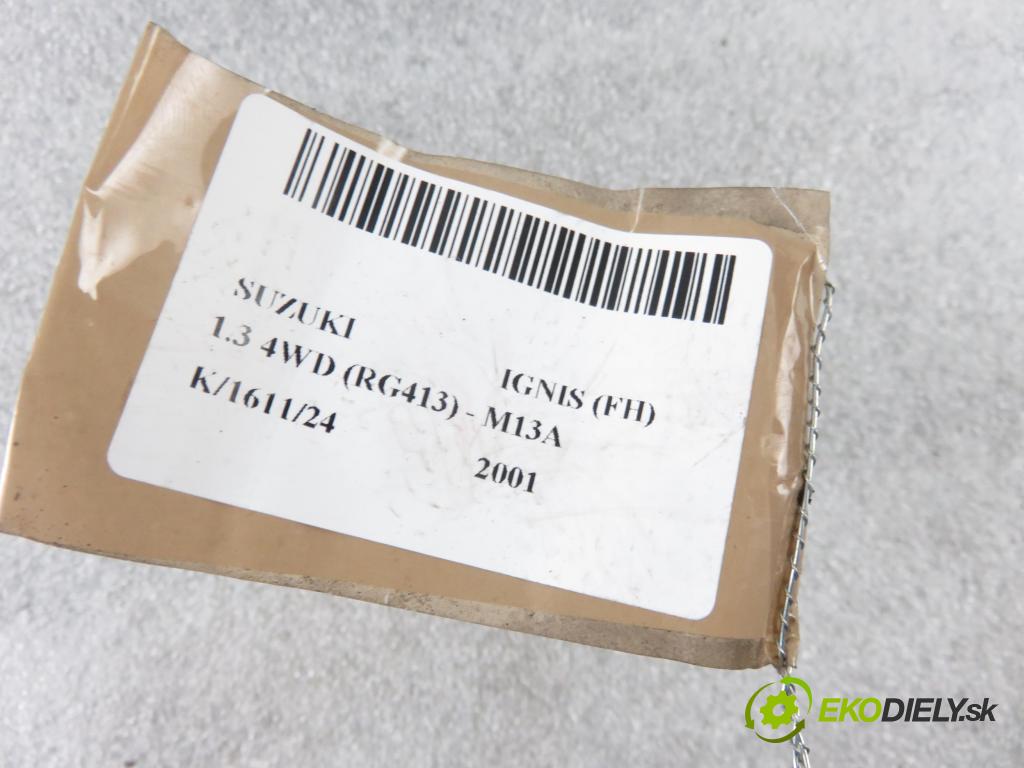 SUZUKI IGNIS (FH)
1.3 4WD (RG413) - M13A
K/1611/24 2001
EKODIELY.sk